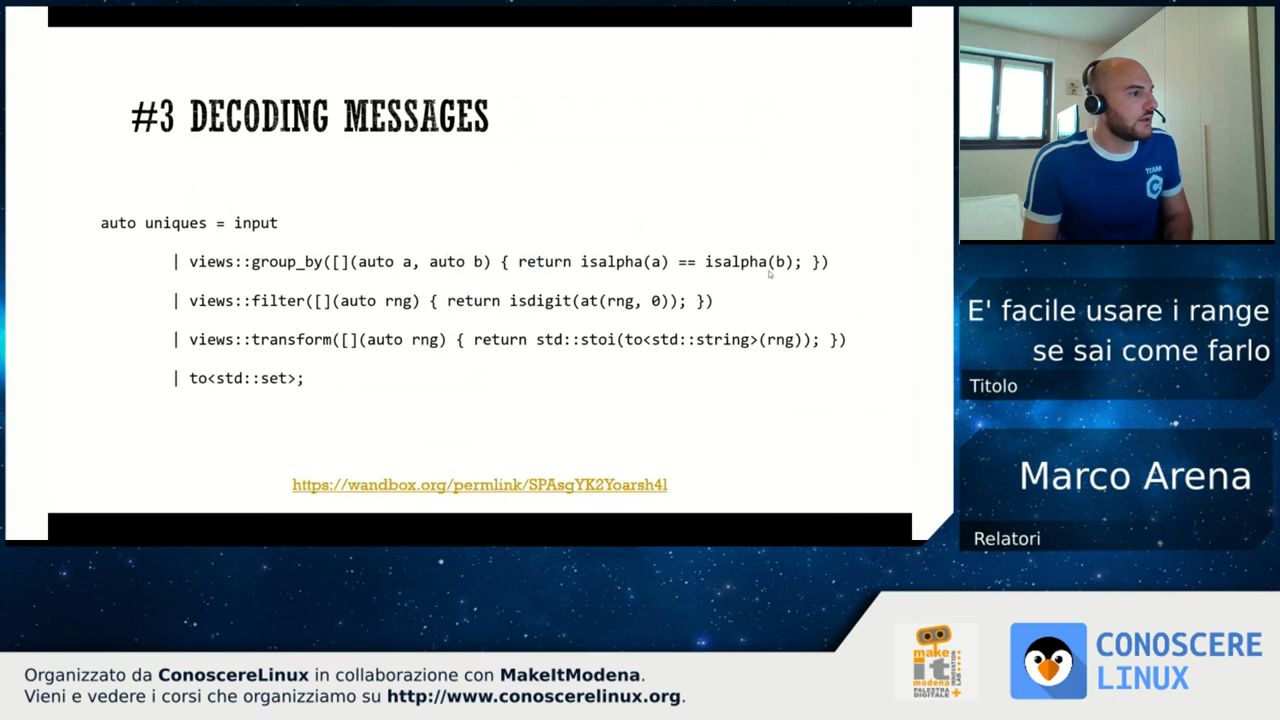 #3 DECODING MESSAGES
auto uniques = input
| views::group_by([](auto a, auto b) { return isalpha(a) == isalpha(b); })
| views::filter([](auto rng) { return isdigit(at(rng, 0)); })
| views::transform([](auto rng) { return std::stoi(to<std::string>(rng)); })
| to<std::set>;
https://wandbox.org/permlink/SPAsgYK2Yoarsh4l
TEAM
E' facile usare i range
se sai come farlo
Titolo
Marco Arena
Relatori
make
it
modena
PALESTRA
DIGITALE
INNOVATION
LAB
CONOSCERE
LINUX
Organizzato da ConoscereLinux in collaborazione con MakeItModena.
Vieni e vedere i corsi che organizziamo su http://www.conoscerelinux.org.